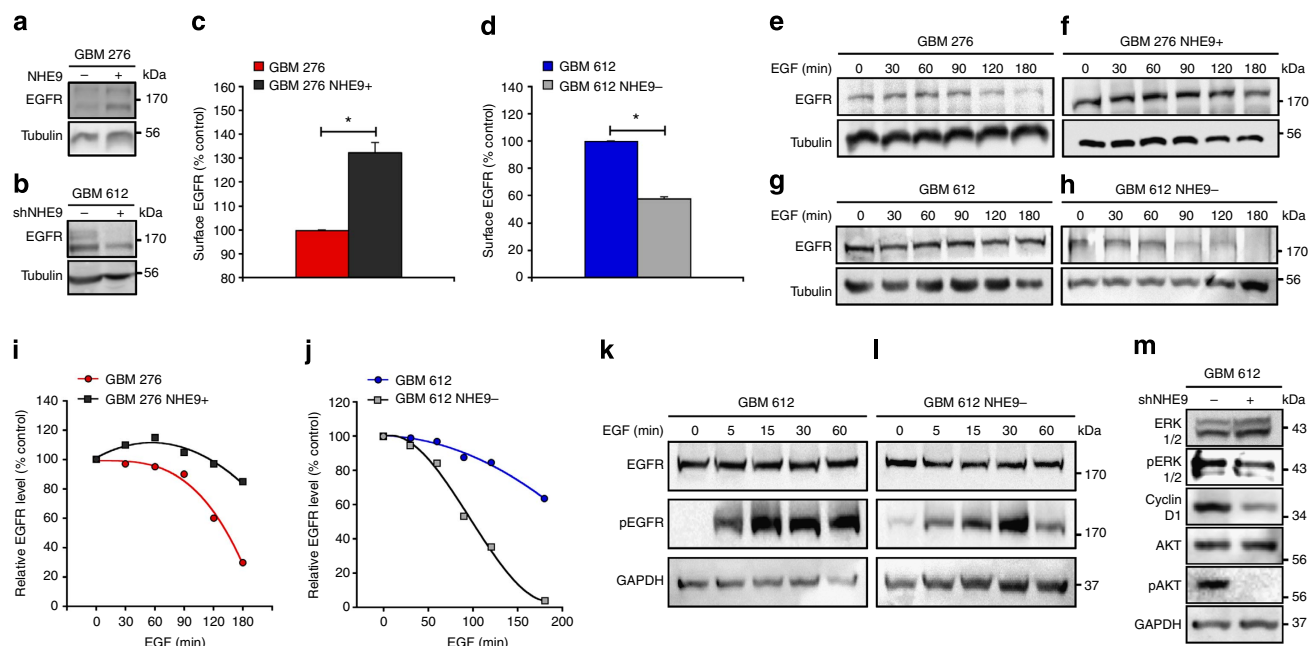 a
GBM 276
NHE9 – + kDa
EGFR 170
Tubulin 56
b
GBM 612
shNHE9 – + kDa
EGFR 170
Tubulin 56
c
GBM 276
GBM 276 NHE9+
Surface EGFR (% control)
160
150
140
130
120
110
100
90
80
*
d
GBM 612
GBM 612 NHE9–
Surface EGFR (% control)
140
120
100
80
60
40
20
0
*
e
GBM 276
EGF (min) 0 30 60 90 120 180
EGFR
Tubulin
f
GBM 276 NHE9+
0 30 60 90 120 180 kDa
170
56
g
GBM 612
EGF (min) 0 30 60 90 120 180
EGFR
Tubulin
h
GBM 612 NHE9–
0 30 60 90 120 180 kDa
170
56
i
GBM 276
GBM 276 NHE9+
Relative EGFR level (% control)
140
120
100
80
60
40
20
0
0 30 60 90 120 180
EGF (min)
j
GBM 612
GBM 612 NHE9–
Relative EGFR level (% control)
120
100
80
60
40
20
0
0 50 100 150 200
EGF (min)
k
GBM 612
EGF (min) 0 5 15 30 60
EGFR
pEGFR
GAPDH
l
GBM 612 NHE9–
0 5 15 30 60 kDa
170
170
37
m
GBM 612
shNHE9 – + kDa
ERK
1/2
43
pERK
1/2
43
Cyclin
D1
34
AKT
56
pAKT
56
GAPDH
37